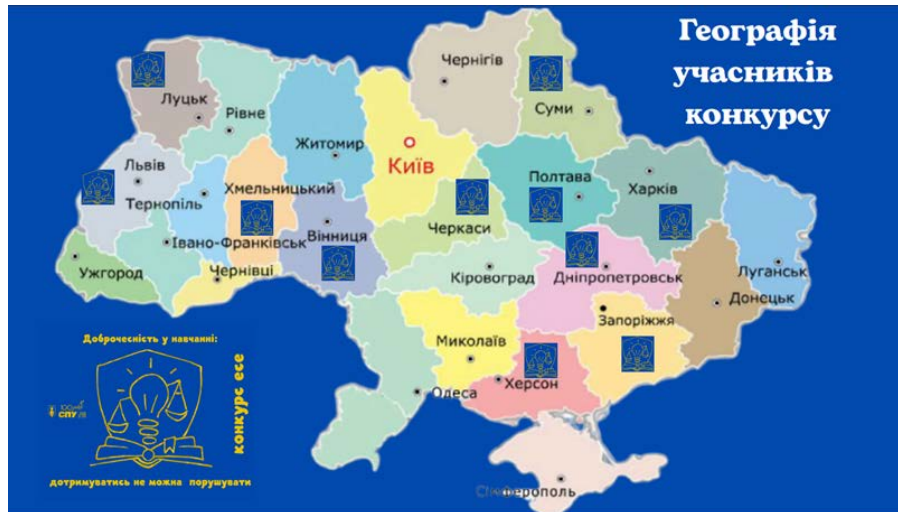 Географія
учасників
конкурсу
Чернігів
Суми
Луцьк
Рівне
Житомир
Київ
Львів
Тернопіль
Хмельницький
Полтава
Харків
Івано-Франківськ
Вінниця
Черкаси
Ужгород
Чернівці
Кіровоград
Дніпропетровськ
Луганськ
Донецьк
Запоріжжя
Миколаїв
Херсон
Одеса
Сімферополь
Доброчесність у навчанні:
СПУ
конкурс есе
дотримуватись не можна порушувати